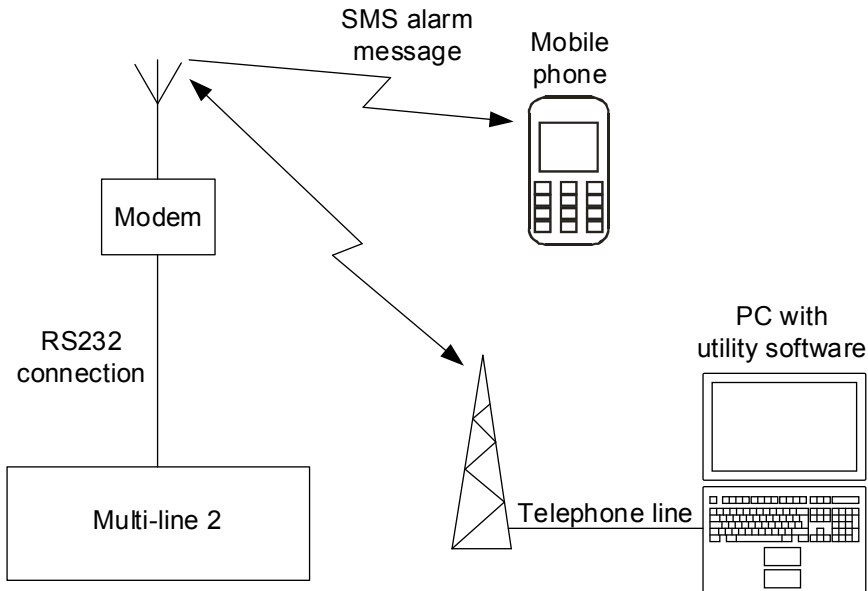 SMS alarm
message
Mobile
phone
Modem
RS232
connection
PC with
utility software
Multi-line 2
Telephone line